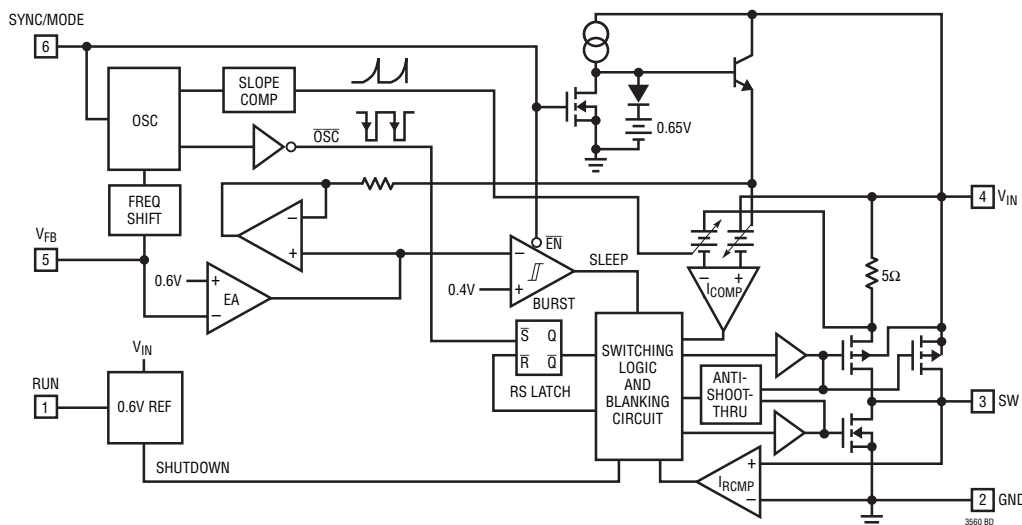 SYNC/MODE
6
OSC
SLOPE
COMP
OSC
0.65V
FREQ
SHIFT
VFB
5
0.6V
+
−
EA
−
+
−
+
0.4V
EN
BURST
SLEEP
−
+
ICOMP
4
VIN
5Ω
S
Q
R
Q
RS LATCH
SWITCHING
LOGIC
AND
BLANKING
CIRCUIT
ANTI-
SHOOT-
THRU
3
SW
VIN
RUN
1
0.6V REF
SHUTDOWN
+
−
IRCMP
2
GND
3560 BD